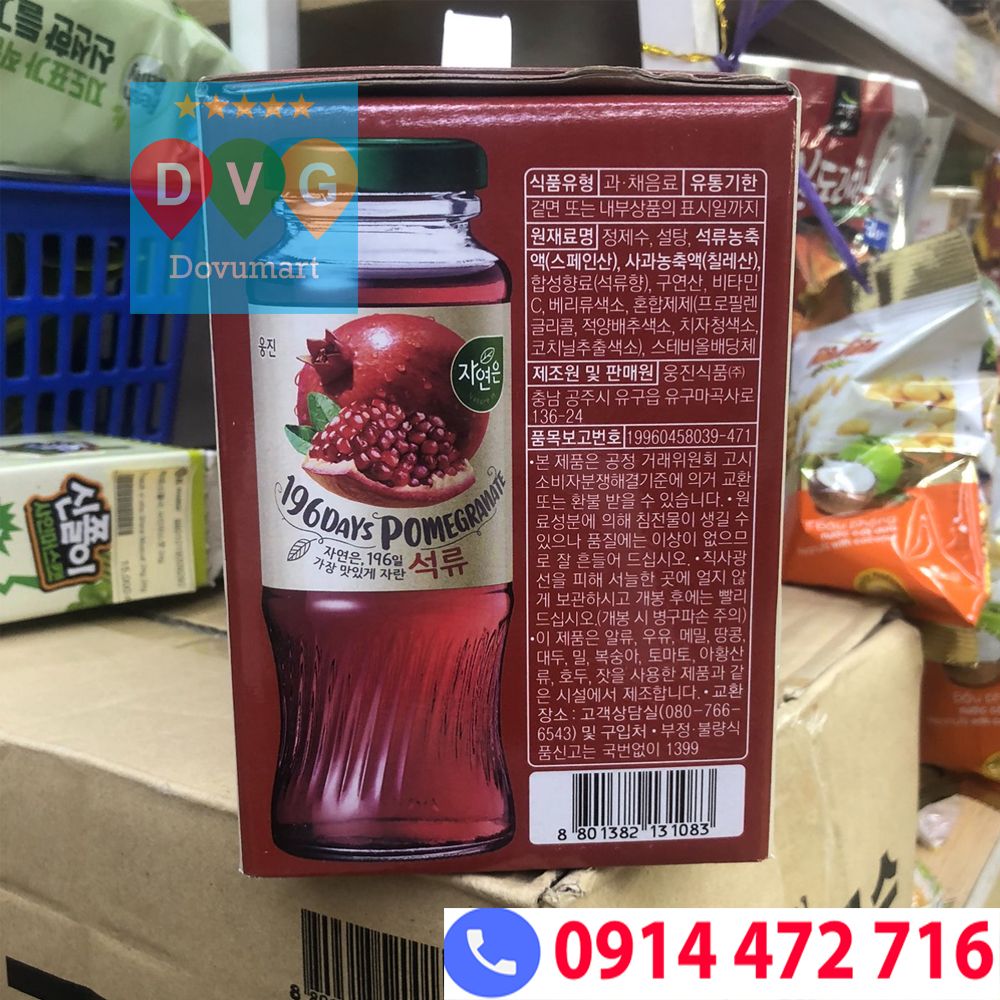 신선한
지도표가
DVG
Dovumart
웅진
자연은
196DAYS POMEGRANATE
자연은, 196일
가장 맛있게 자란 석류
식품유형 과·채음료 유통기한
겉면 또는 내부상품의 표시일까지
원재료명 정제수, 설탕, 석류농축
액(스페인산), 사과농축액(칠레산),
합성향료(석류향), 구연산, 비타민
C, 베리류색소, 혼합제제(프로필렌
글리콜, 적양배추색소, 치자청색소,
코치닐추출색소), 스테비올배당체
제조원 및 판매원 웅진식품㈜
충남 공주시 유구읍 유구마곡사로
136-24
품목보고번호 19960458039-471
•본 제품은 공정 거래위원회 고시
소비자분쟁해결기준에 의거 교환
또는 환불 받을 수 있습니다. • 원
료성분에 의해 침전물이 생길 수
있으나 품질에는 이상이 없으므
로 잘 흔들어 드십시오. •직사광
선을 피해 서늘한 곳에 얼지 않
게 보관하시고 개봉 후에는 빨리
드십시오.(개봉 시 병구파손 주의)
•이 제품은 알류, 우유, 메밀, 땅콩,
대두, 밀, 복숭아, 토마토, 아황산
류, 호두, 잣을 사용한 제품과 같
은 시설에서 제조합니다. • 교환
장소 : 고객상담실(080-766-
6543) 및 구입처 • 부정·불량식
품신고는 국번없이 1399
8 801382 131083
0914 472 716